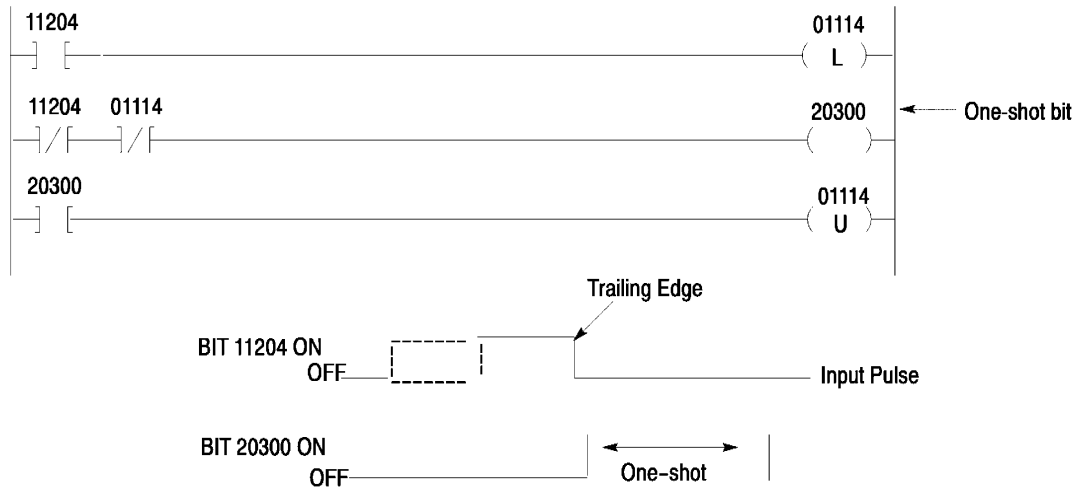 11204
01114
L
11204 01114
20300
One-shot bit
20300
01114
U
Trailing Edge
BIT 11204 ON
OFF
Input Pulse
BIT 20300 ON
OFF
One-shot